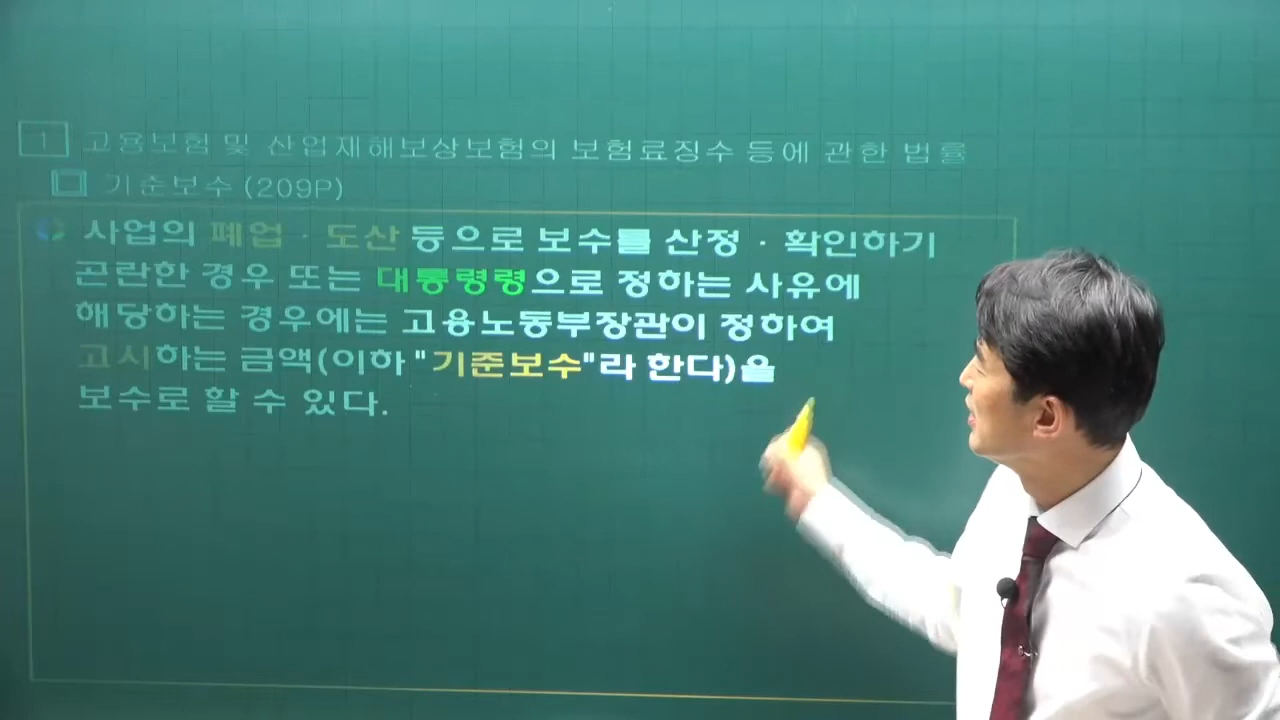 1 고용보험 및 산업재해보상보험의 보험료징수 등에 관한 법률
기준보수 (209P)
사업의 폐업 · 도산 등으로 보수를 산정 · 확인하기
곤란한 경우 또는 대통령령으로 정하는 사유에
해당하는 경우에는 고용노동부장관이 정하여
고시하는 금액(이하 "기준보수"라 한다)을
보수로 할 수 있다.